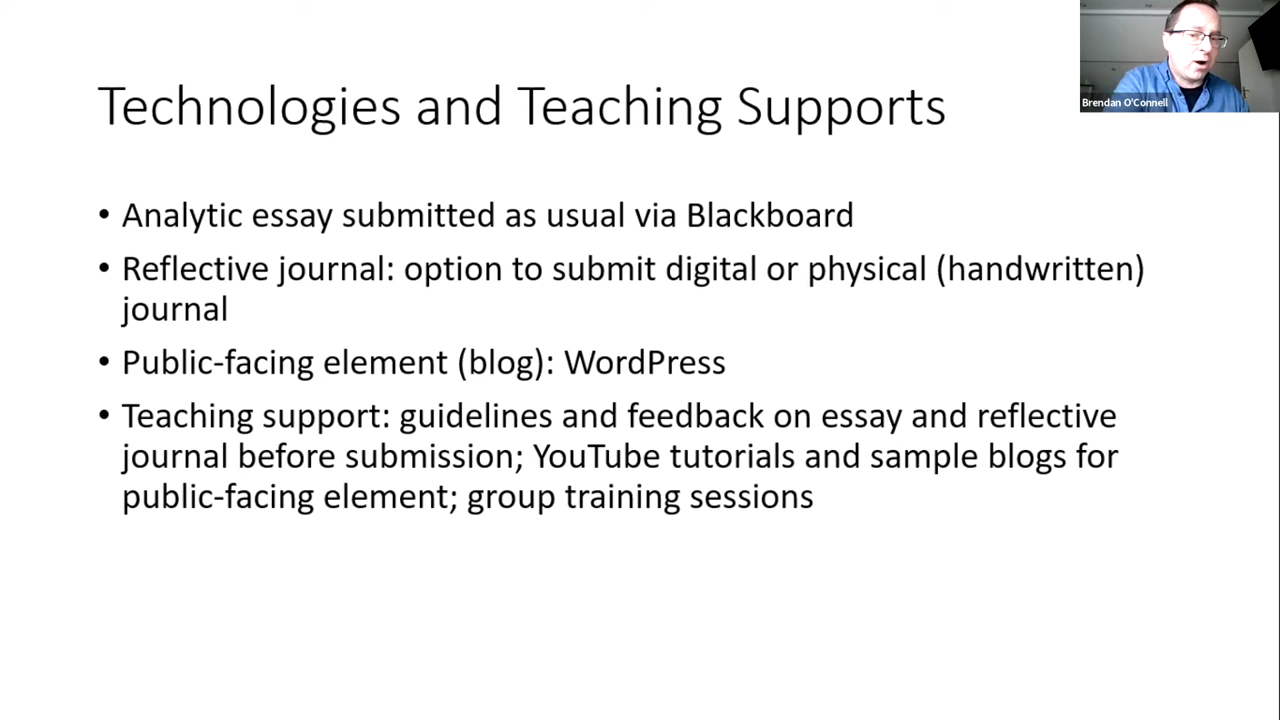 Technologies and Teaching Supports
• Analytic essay submitted as usual via Blackboard
• Reflective journal: option to submit digital or physical (handwritten)
journal
• Public-facing element (blog): WordPress
• Teaching support: guidelines and feedback on essay and reflective
journal before submission; YouTube tutorials and sample blogs for
public-facing element; group training sessions
Brendan O'Connell